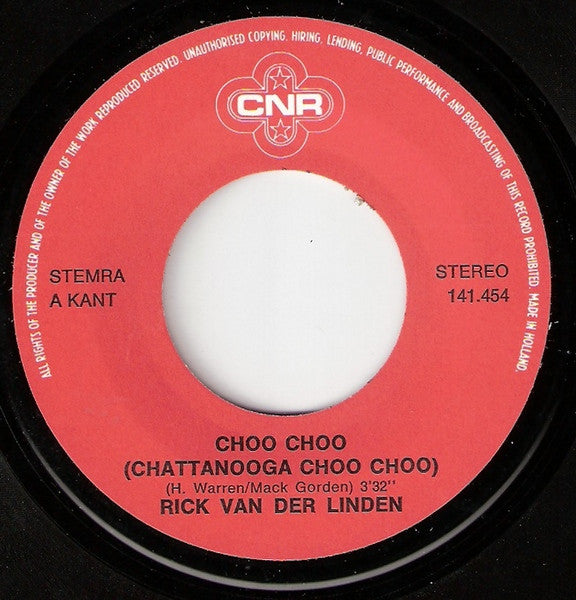 ALL RIGHTS OF THE PRODUCER AND OF THE OWNER OF THE WORK REPRODUCED RESERVED. UNAUTHORISED COPYING, HIRING, LENDING, PUBLIC PERFORMANCE AND BROADCASTING OF THIS RECORD PROHIBITED. MADE IN HOLLAND.
CNR
STEMRA
A KANT
STEREO
141.454
CHOO CHOO
(CHATTANOOGA CHOO CHOO)
(H. Warren/Mack Gorden) 3'32''
RICK VAN DER LINDEN